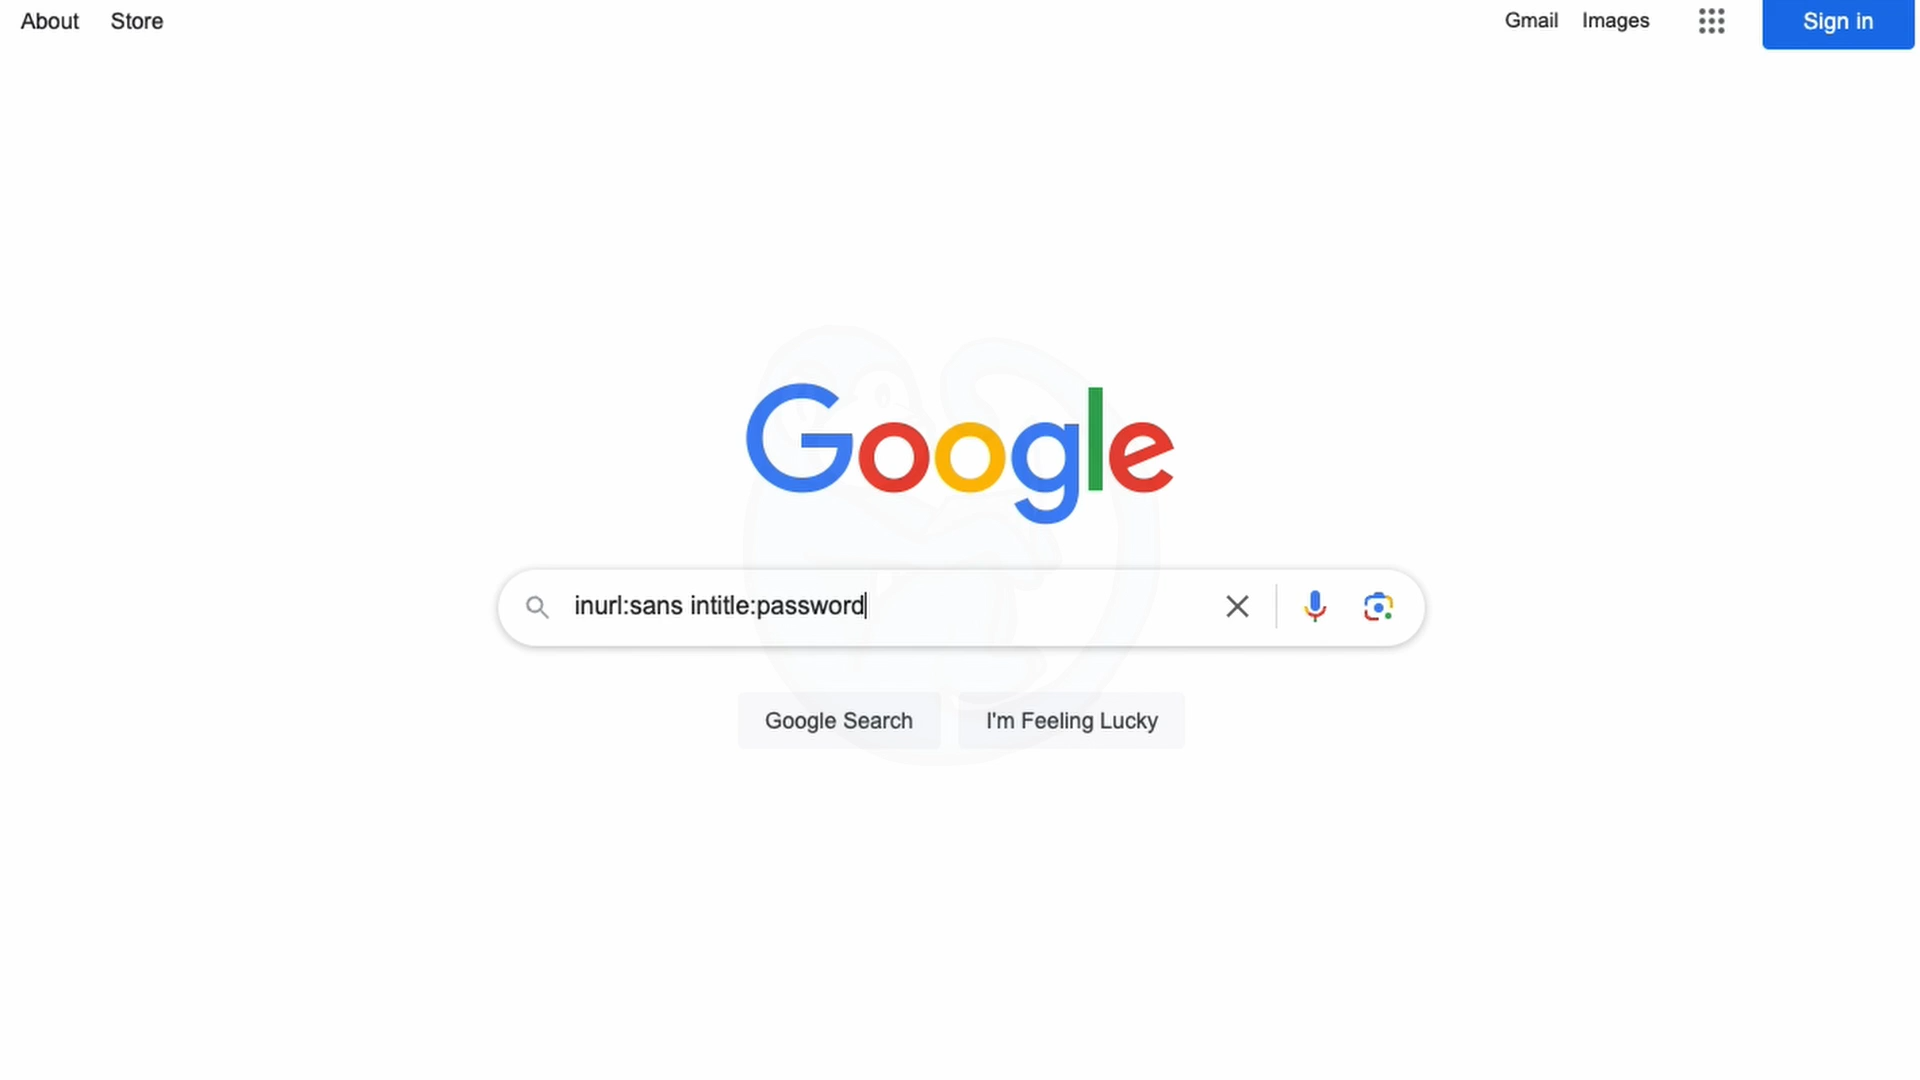 About Store Gmail Images Sign in
Google
inurl:sans intitle:password
Google Search I'm Feeling Lucky